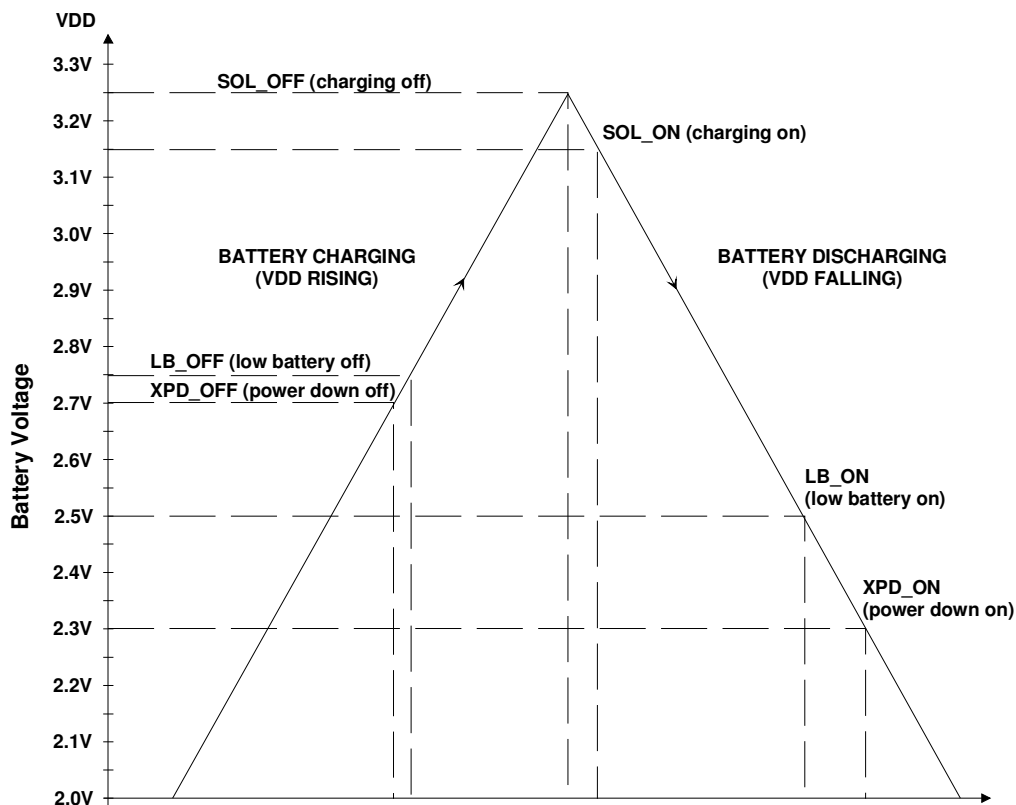 VDD
3.3V
SOL_OFF (charging off)
3.2V
SOL_ON (charging on)
3.1V
3.0V
BATTERY CHARGING
(VDD RISING)
BATTERY DISCHARGING
(VDD FALLING)
2.9V
2.8V
LB_OFF (low battery off)
XPD_OFF (power down off)
2.7V
Battery Voltage
2.6V
LB_ON
(low battery on)
2.5V
2.4V
XPD_ON
(power down on)
2.3V
2.2V
2.1V
2.0V